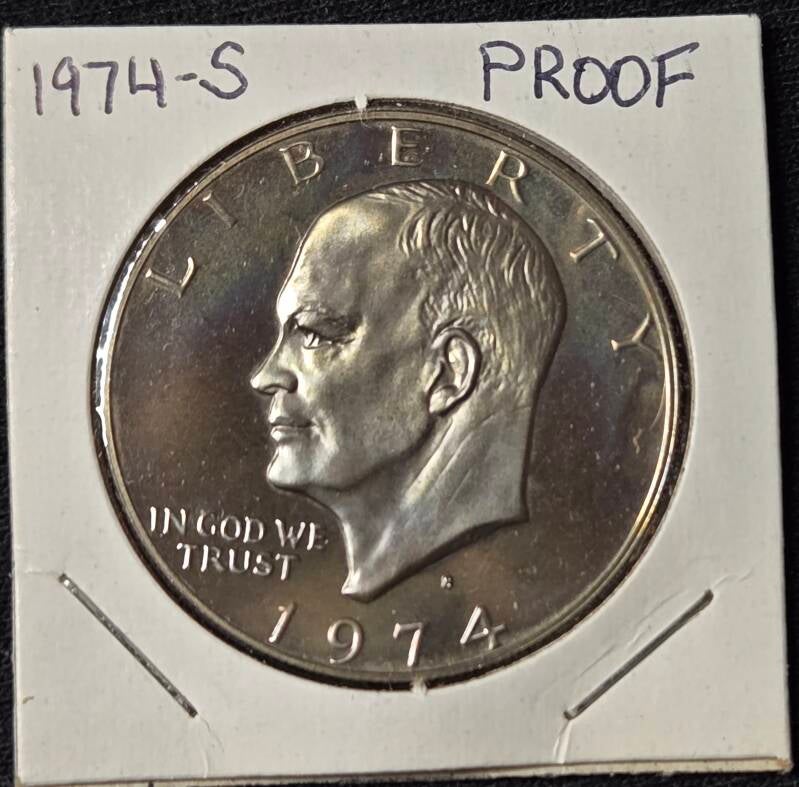 1974-S PROOF
LIBERTY
IN GOD WE
TRUST
S
1974